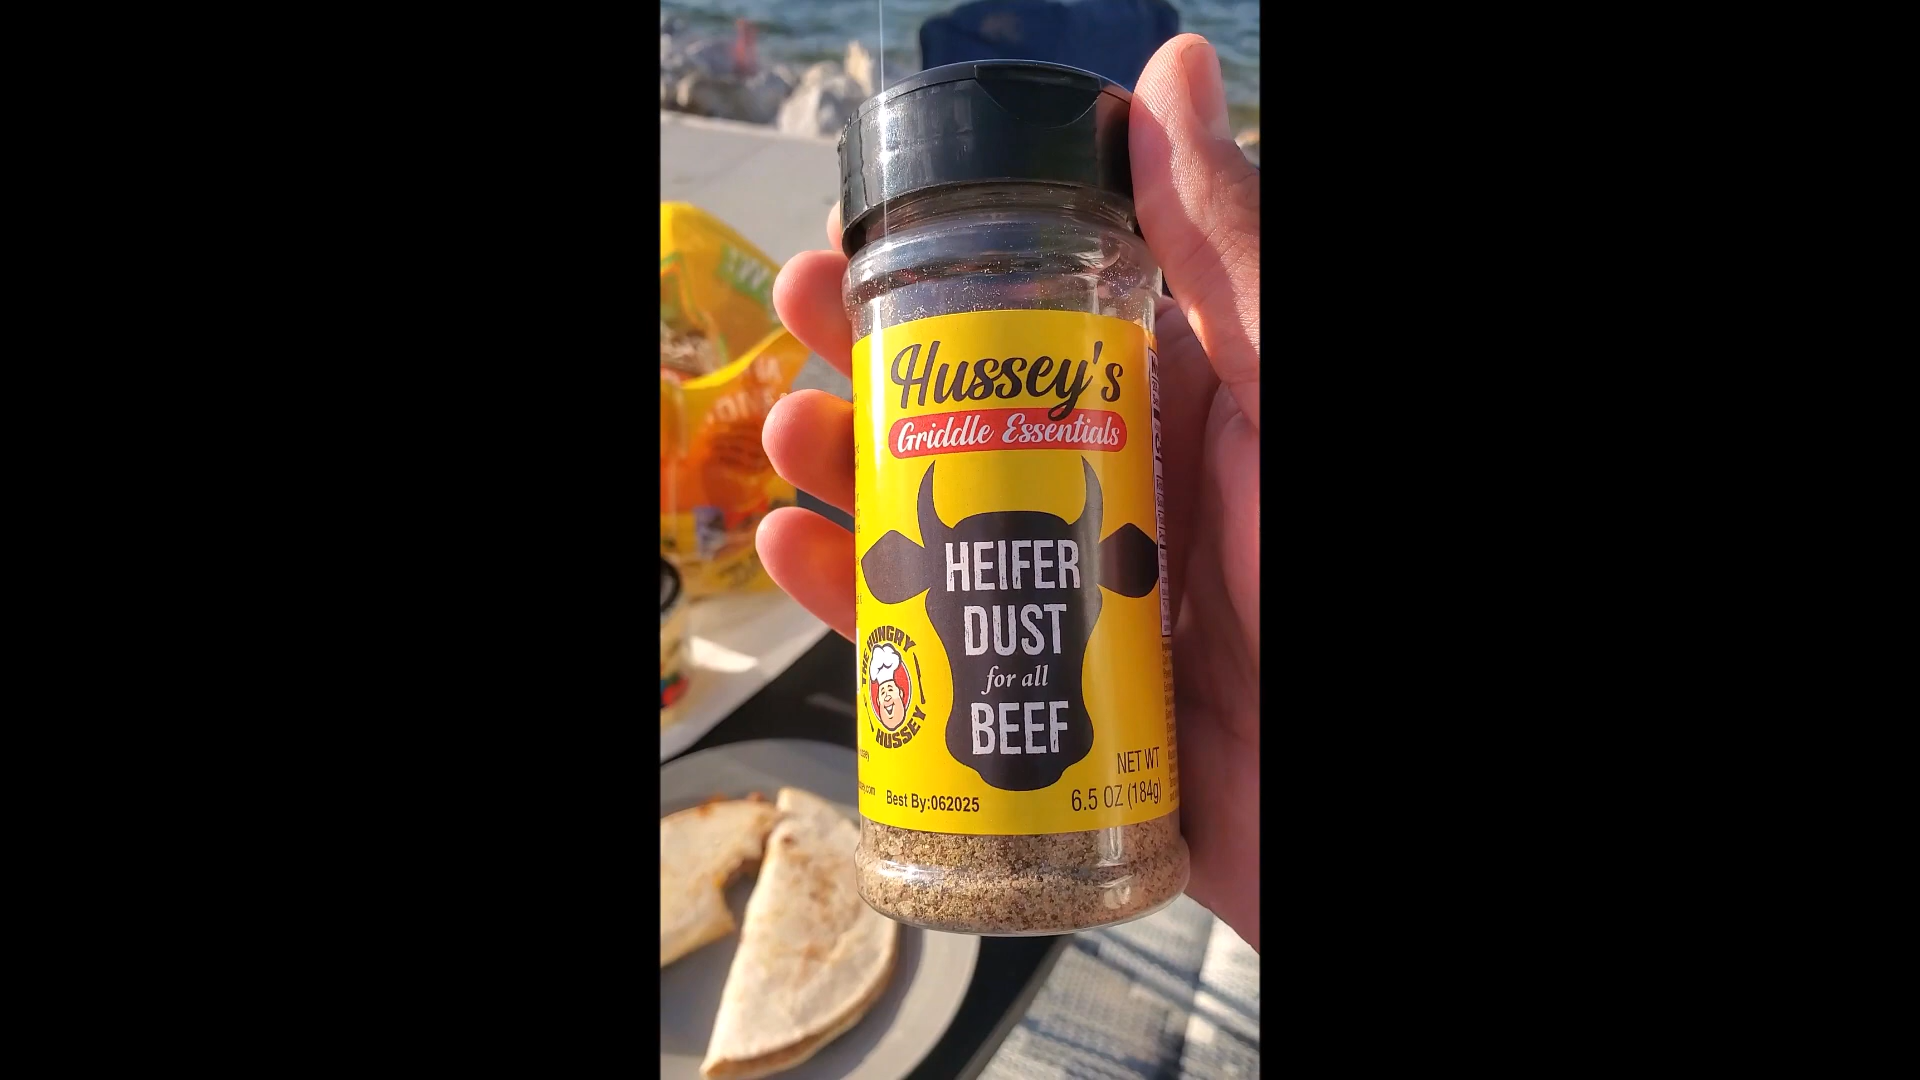 Hussey's
Griddle Essentials
HEIFER
DUST
for all
BEEF
THE HUNGRY
HUSSEY
NET WT
6.5 OZ (184g)
Best By:062025